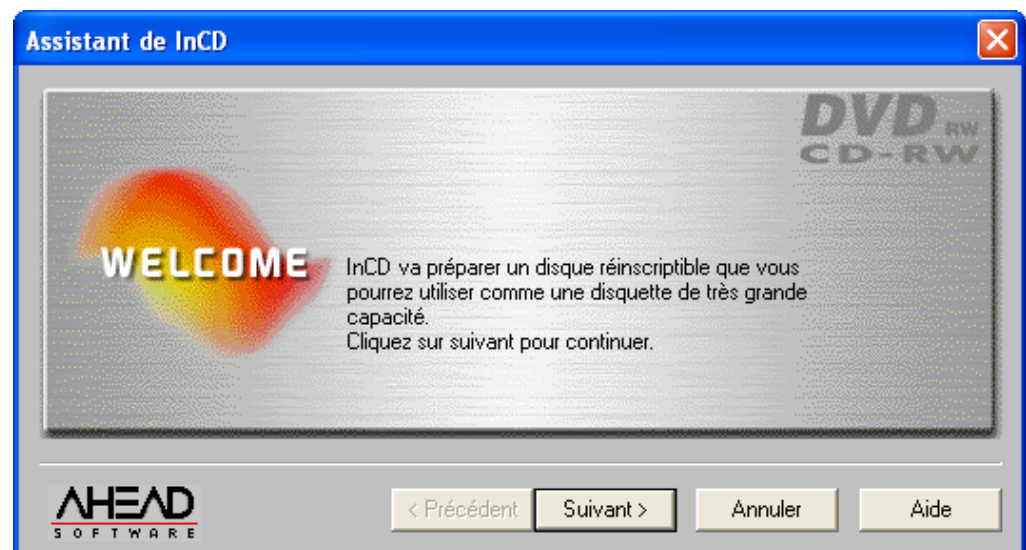 Assistant de InCD
DVD RW
CD-RW
WELCOME
InCD va préparer un disque réinscriptible que vous
pourrez utiliser comme une disquette de très grande
capacité.
Cliquez sur suivant pour continuer.
AHEAD
SOFTWARE
< Précédent Suivant > Annuler Aide